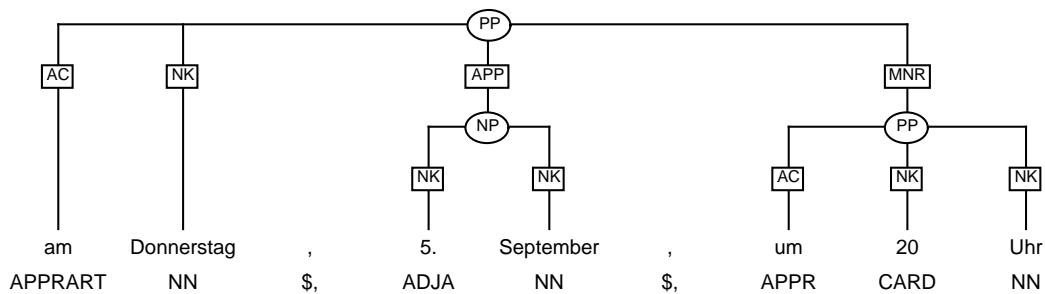 PP
AC NK APP MNR
NP PP
NK NK AC NK NK
am Donnerstag , 5. September , um 20 Uhr
APPRART NN $, ADJA NN $, APPR CARD NN